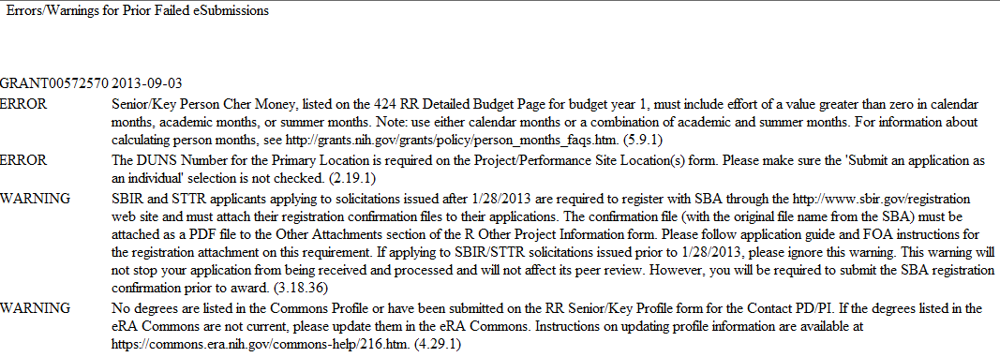 Errors/Warnings for Prior Failed eSubmissions
GRANT00572570 2013-09-03
ERROR Senior/Key Person Cher Money, listed on the 424 RR Detailed Budget Page for budget year 1, must include effort of a value greater than zero in calendar
months, academic months, or summer months. Note: use either calendar months or a combination of academic and summer months. For information about
calculating person months, see http://grants.nih.gov/grants/policy/person_months_faqs.htm. (5.9.1)
ERROR The DUNS Number for the Primary Location is required on the Project/Performance Site Location(s) form. Please make sure the 'Submit an application as
an individual' selection is not checked. (2.19.1)
WARNING SBIR and STTR applicants applying to solicitations issued after 1/28/2013 are required to register with SBA through the http://www.sbir.gov/registration
web site and must attach their registration confirmation files to their applications. The confirmation file (with the original file name from the SBA) must be
attached as a PDF file to the Other Attachments section of the R Other Project Information form. Please follow application guide and FOA instructions for
the registration attachment on this requirement. If applying to SBIR/STTR solicitations issued prior to 1/28/2013, please ignore this warning. This warning will
not stop your application from being received and processed and will not affect its peer review. However, you will be required to submit the SBA registration
confirmation prior to award. (3.18.36)
WARNING No degrees are listed in the Commons Profile or have been submitted on the RR Senior/Key Profile form for the Contact PD/PI. If the degrees listed in the
eRA Commons are not current, please update them in the eRA Commons. Instructions on updating profile information are available at
https://commons.era.nih.gov/commons-help/216.htm. (4.29.1)